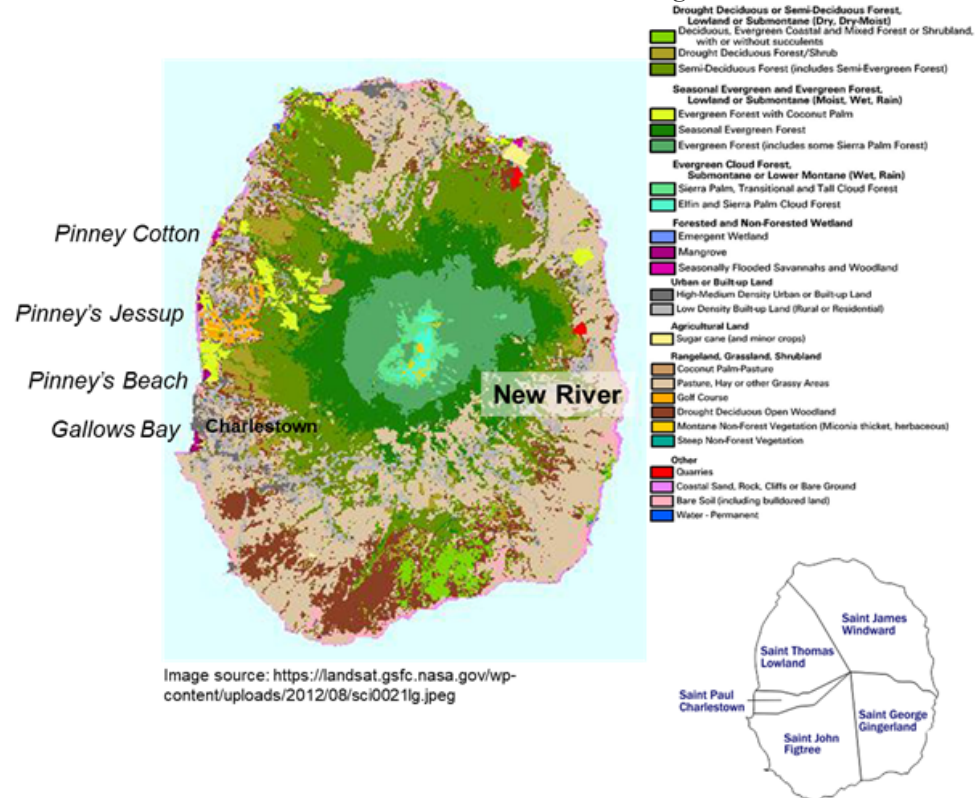 Drought Deciduous or Semi-Deciduous Forest,
Lowland or Submontane (Dry, Dry-Moist)
Deciduous, Evergreen Coastal and Mixed Forest or Shrubland,
with or without succulents
Drought Deciduous Forest/Shrub
Semi-Deciduous Forest (includes Semi-Evergreen Forest)
Seasonal Evergreen and Evergreen Forest,
Lowland or Submontane (Moist, Wet, Rain)
Evergreen Forest with Coconut Palm
Seasonal Evergreen Forest
Evergreen Forest (includes some Sierra Palm Forest)
Evergreen Cloud Forest,
Submontane or Lower Montane (Wet, Rain)
Sierra Palm, Transitional and Tall Cloud Forest
Elfin and Sierra Palm Cloud Forest
Forested and Non-Forested Wetland
Emergent Wetland
Mangrove
Seasonally Flooded Savannahs and Woodland
Urban or Built-up Land
High-Medium Density Urban or Built-up Land
Low Density Built-up Land (Rural or Residential)
Agricultural Land
Sugar cane (and minor crops)
Rangeland, Grassland, Shrubland
Coconut Palm-Pasture
Pasture, Hay or other Grassy Areas
Golf Course
Drought Deciduous Open Woodland
Montane Non-Forest Vegetation (Miconia thicket, herbaceous)
Steep Non-Forest Vegetation
Other
Quarries
Coastal Sand, Rock, Cliffs or Bare Ground
Bare Soil (including bulldozed land)
Water - Permanent
Pinney Cotton
Pinney's Jessup
Pinney's Beach
Gallows Bay
Charlestown
New River
Image source: https://landsat.gsfc.nasa.gov/wp-
content/uploads/2012/08/sci0021lg.jpeg
Saint James
Windward
Saint Thomas
Lowland
Saint Paul
Charlestown
Saint George
Gingerland
Saint John
Figtree